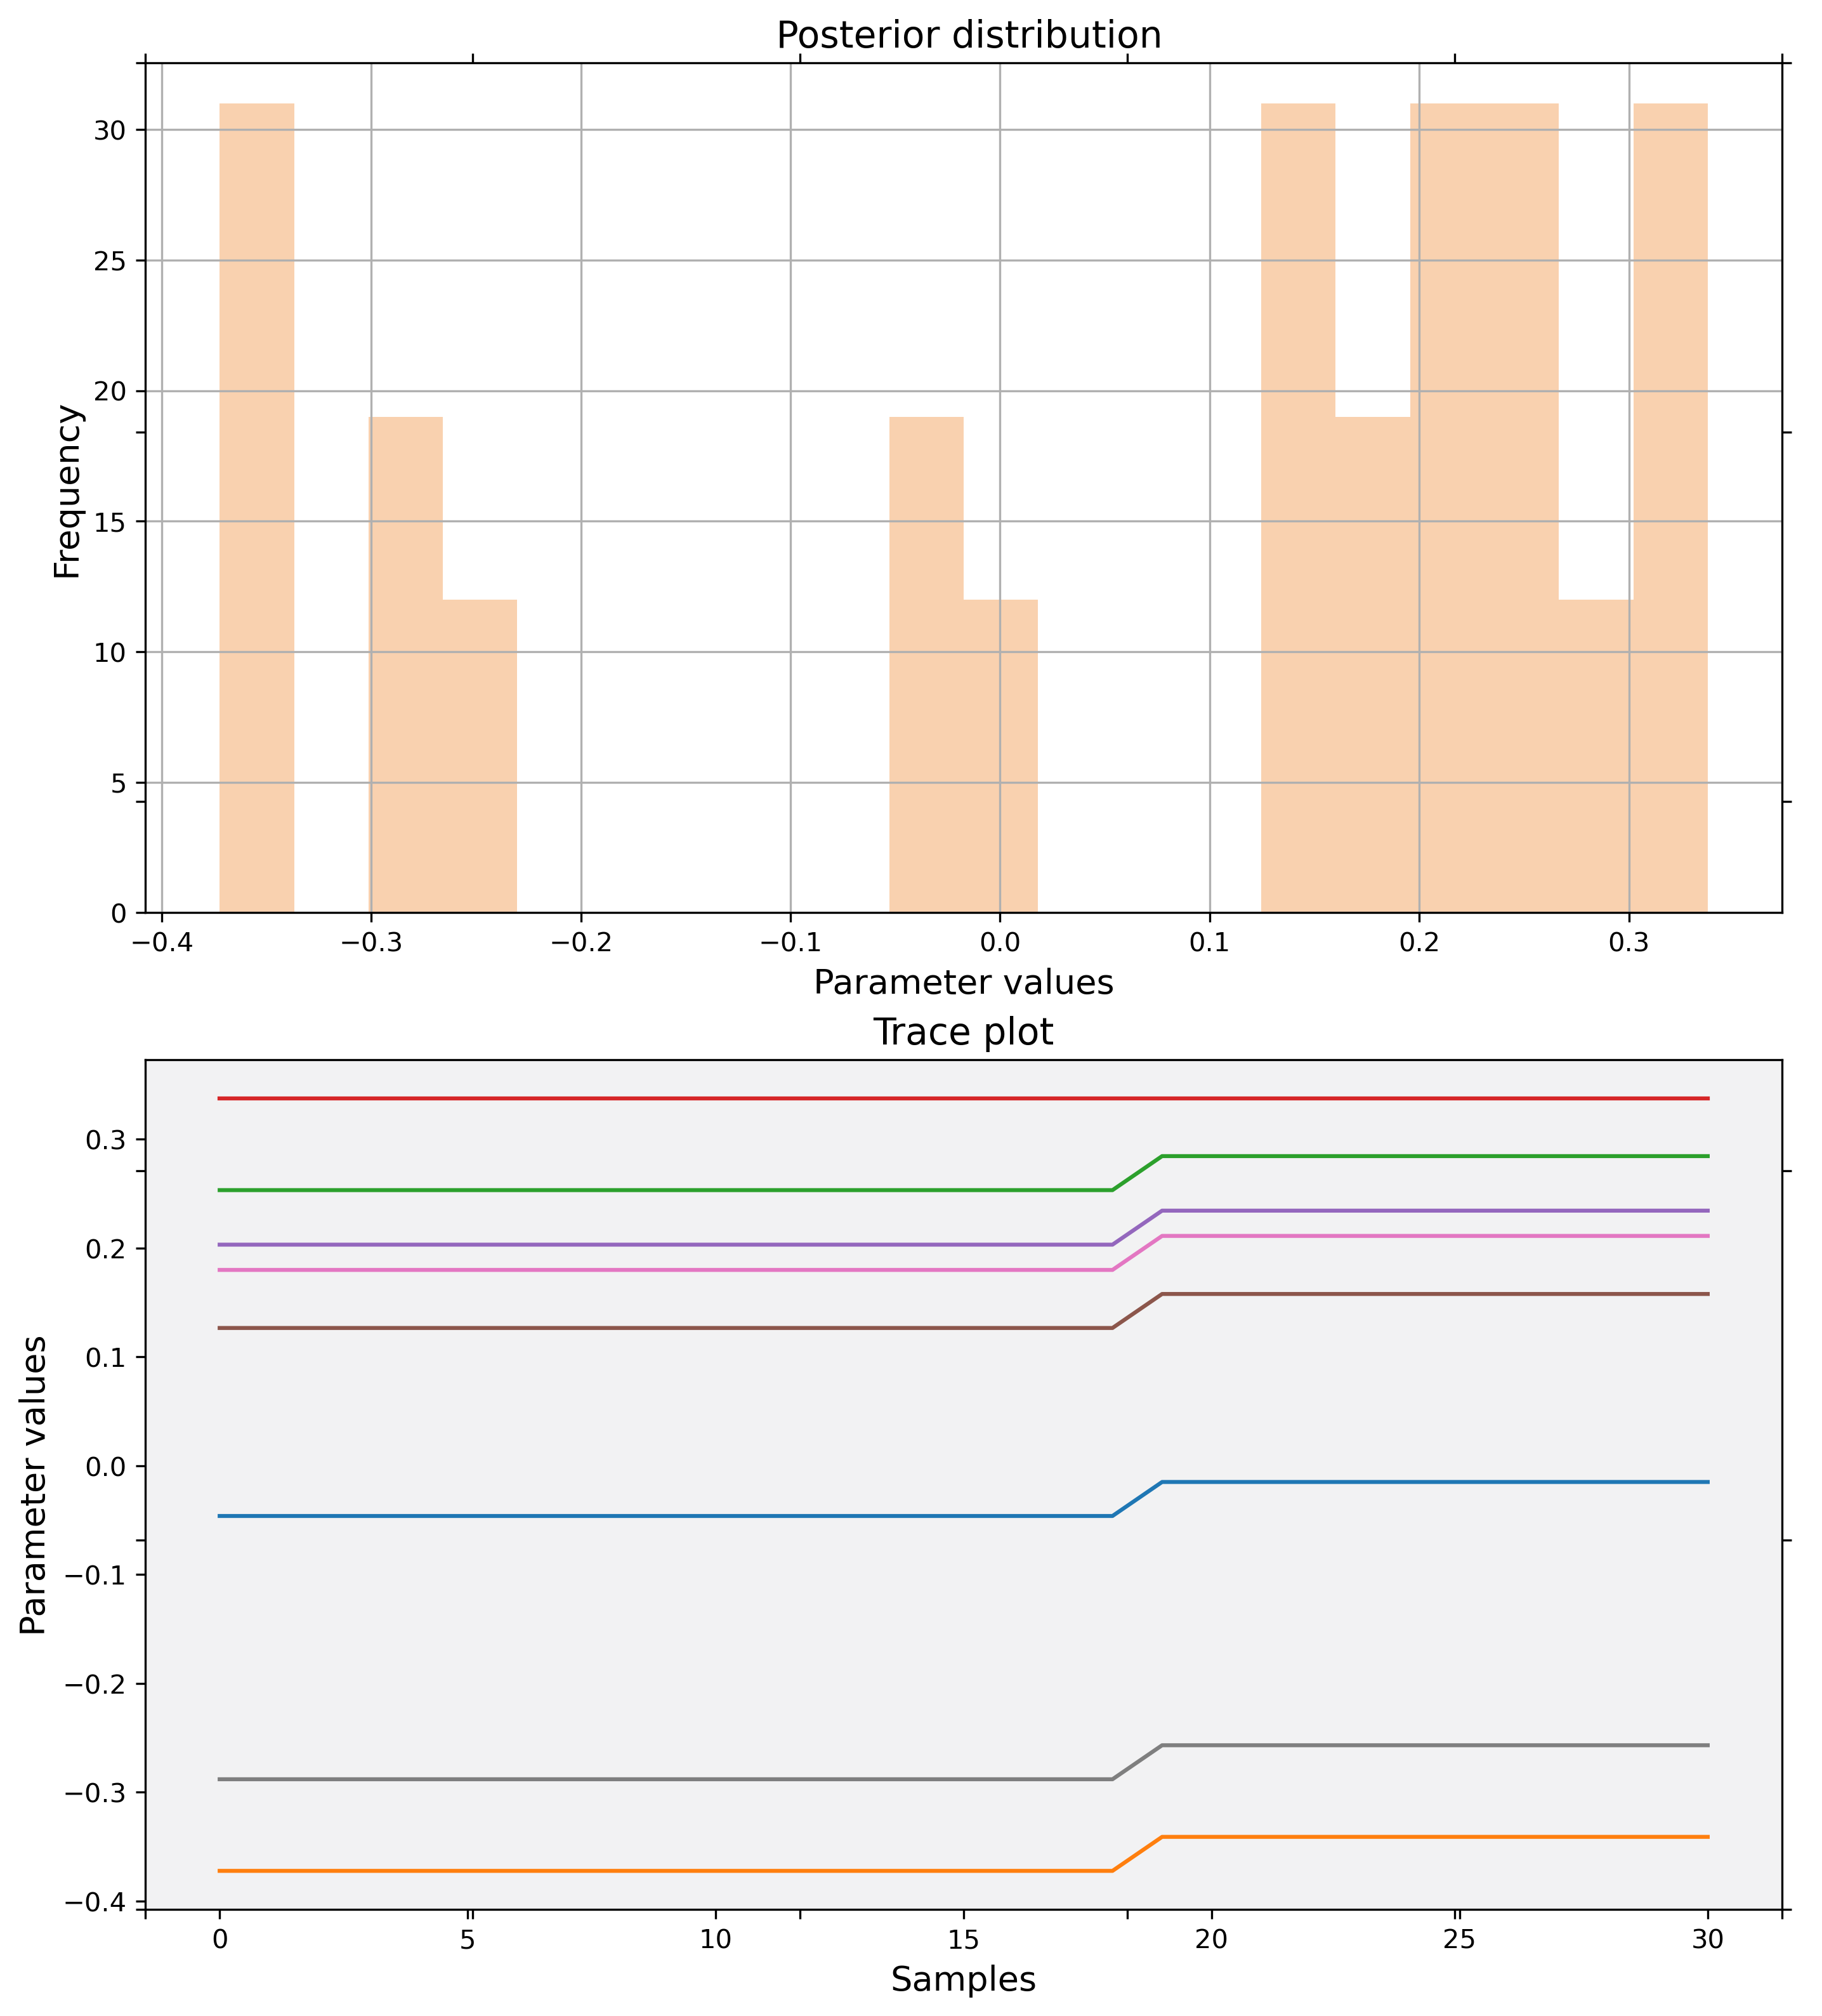 Posterior distribution
30
25
20
15
10
5
0
Frequency
−0.4 −0.3 −0.2 −0.1 0.0 0.1 0.2 0.3
Parameter values
Trace plot
0.3
0.2
0.1
0.0
−0.1
−0.2
−0.3
−0.4
Parameter values
0 5 10 15 20 25 30
Samples